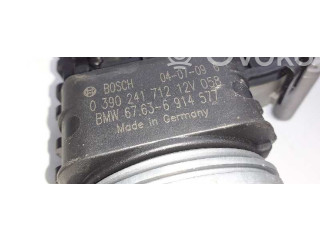 BOSCH 04-07-09
0 390 241 712 12V DSB
BMW 67.63-6 914 577
Made in Germany